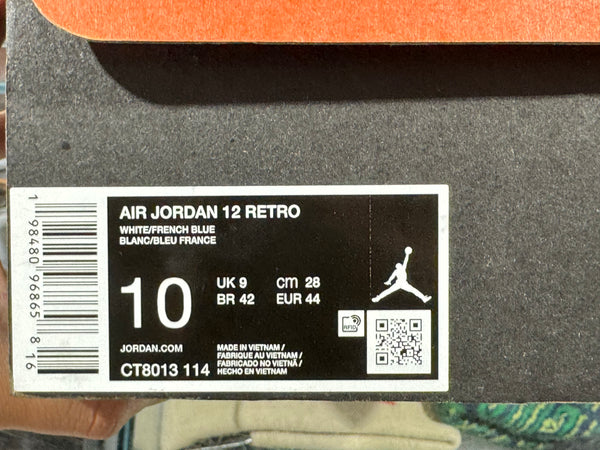 AIR JORDAN 12 RETRO
WHITE/FRENCH BLUE
BLANC/BLEU FRANCE
10
UK 9 cm 28
BR 42 EUR 44
JORDAN.COM
CT8013 114
MADE IN VIETNAM /
FABRIQUE AU VIETNAM /
FABRICADO NO VIETNÃ /
HECHO EN VIETNAM
RFID
1 98480 96865 8 16